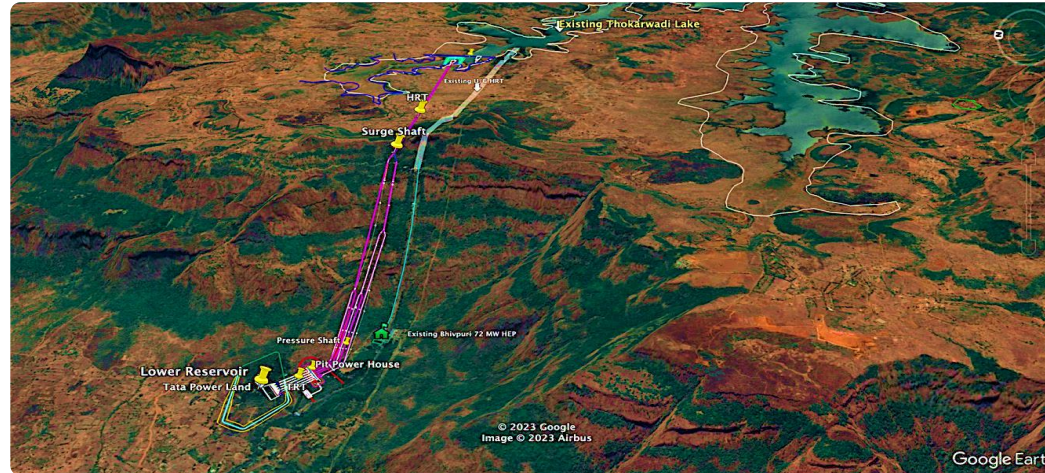 Existing Thokarwadi Lake
HRT
Surge Shaft
Existing Bhivpuri 72 MW HEP
Pressure Shaft
Pit Power House
Lower Reservoir
Tata Power Land
TRT
© 2023 Google
Image © 2023 Airbus
Google Eart